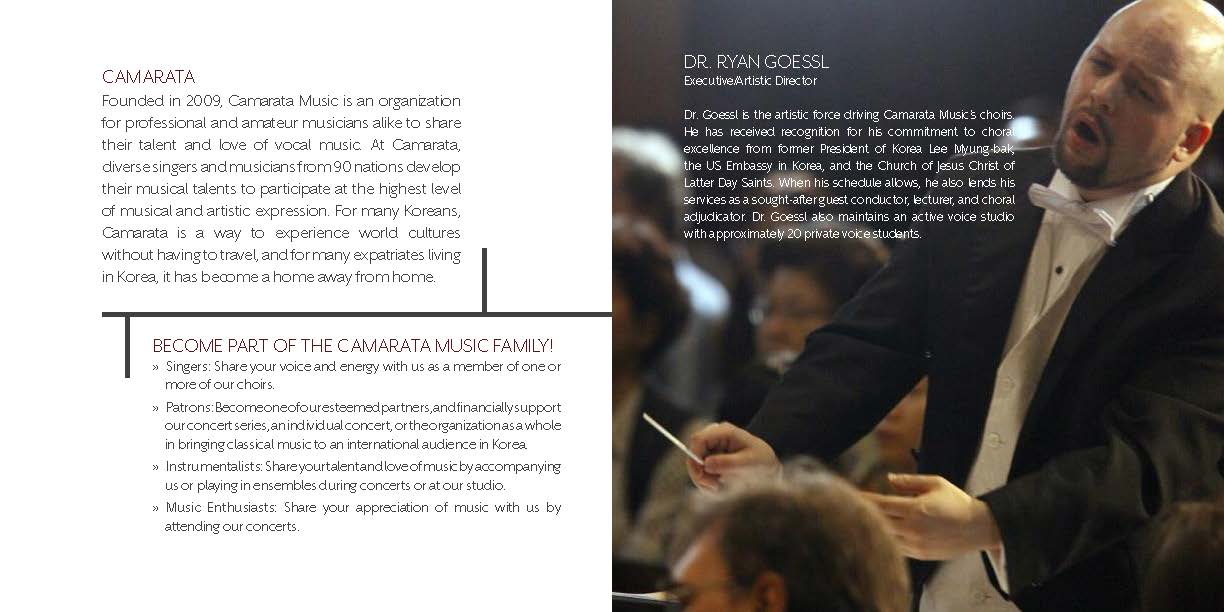 CAMARATA
Founded in 2009, Camarata Music is an organization
for professional and amateur musicians alike to share
their talent and love of vocal music. At Camarata,
diverse singers and musicians from 90 nations develop
their musical talents to participate at the highest level
of musical and artistic expression. For many Koreans,
Camarata is a way to experience world cultures
without having to travel, and for many expatriates living
in Korea, it has become a home away from home.
BECOME PART OF THE CAMARATA MUSIC FAMILY!
» Singers: Share your voice and energy with us as a member of one or
more of our choirs.
» Patrons: Become one of our esteemed partners, and financially support
our concert series, an individual concert, or the organization as a whole
in bringing classical music to an international audience in Korea.
» Instrumentalists: Share your talent and love of music by accompanying
us or playing in ensembles during concerts or at our studio.
» Music Enthusiasts: Share your appreciation of music with us by
attending our concerts.
DR. RYAN GOESSL
Executive/Artistic Director
Dr. Goessl is the artistic force driving Camarata Music's choirs.
He has received recognition for his commitment to choral
excellence from former President of Korea Lee Myung-bak,
the US Embassy in Korea, and the Church of Jesus Christ of
Latter Day Saints. When his schedule allows, he also lends his
services as a sought-after guest conductor, lecturer, and choral
adjudicator. Dr. Goessl also maintains an active voice studio
with approximately 20 private voice students.